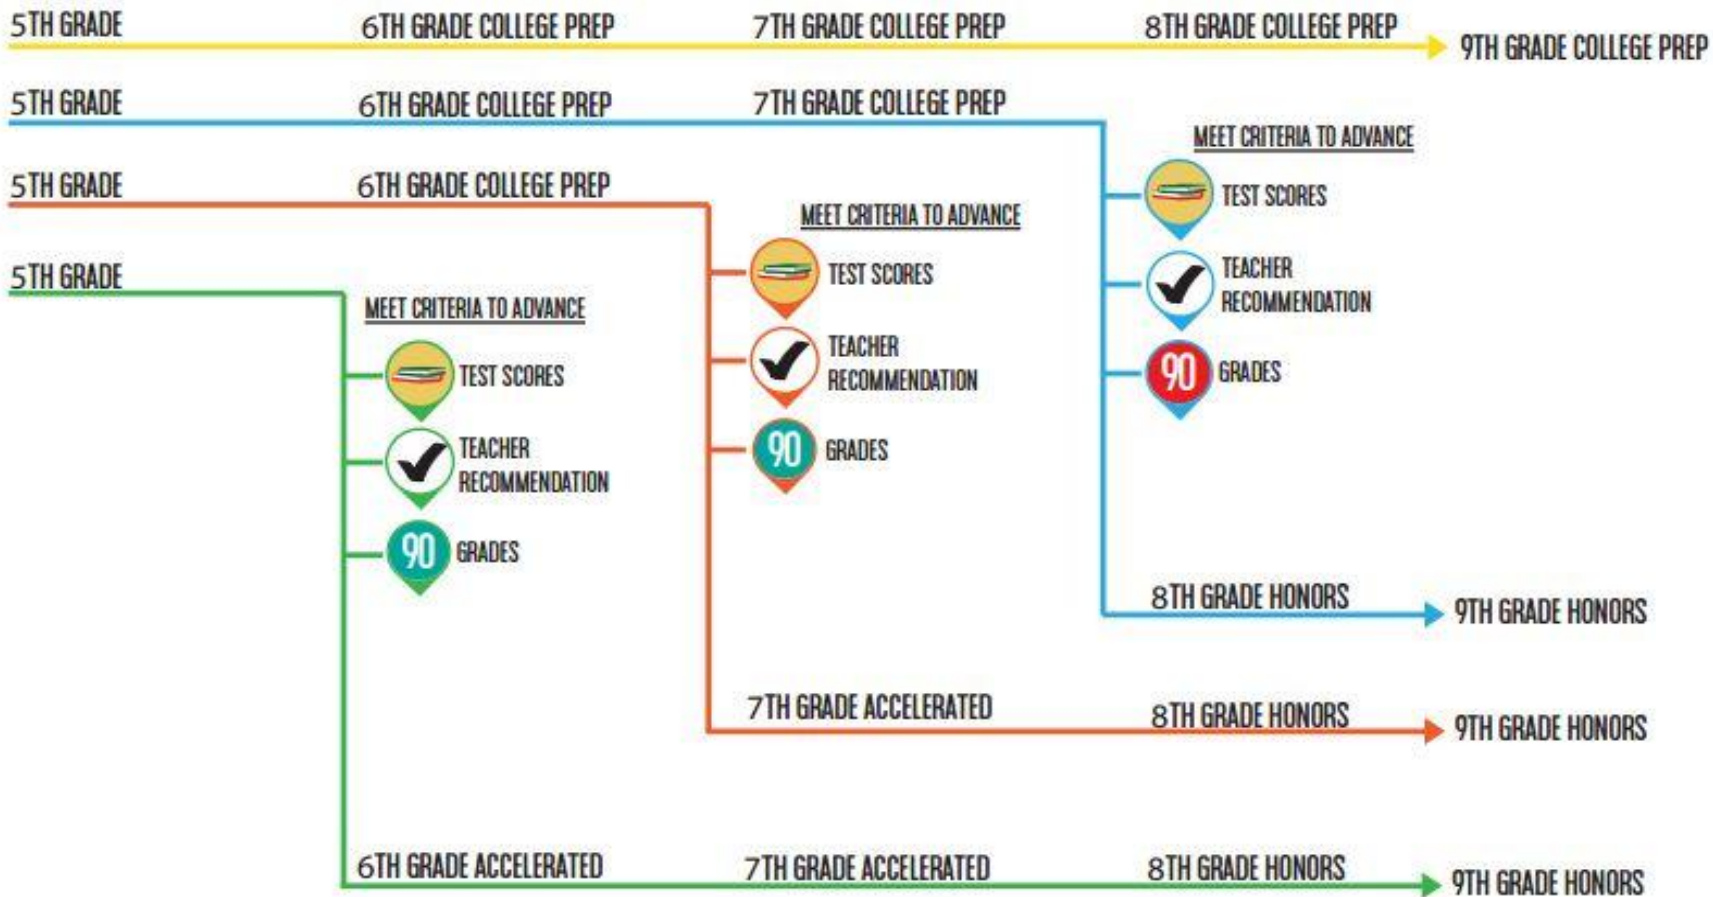 5TH GRADE
6TH GRADE COLLEGE PREP
7TH GRADE COLLEGE PREP
8TH GRADE COLLEGE PREP
9TH GRADE COLLEGE PREP
5TH GRADE
6TH GRADE COLLEGE PREP
7TH GRADE COLLEGE PREP
MEET CRITERIA TO ADVANCE
TEST SCORES
TEACHER
RECOMMENDATION
90 GRADES
8TH GRADE HONORS
9TH GRADE HONORS
5TH GRADE
6TH GRADE COLLEGE PREP
MEET CRITERIA TO ADVANCE
TEST SCORES
TEACHER
RECOMMENDATION
90 GRADES
7TH GRADE ACCELERATED
8TH GRADE HONORS
9TH GRADE HONORS
5TH GRADE
MEET CRITERIA TO ADVANCE
TEST SCORES
TEACHER
RECOMMENDATION
90 GRADES
6TH GRADE ACCELERATED
7TH GRADE ACCELERATED
8TH GRADE HONORS
9TH GRADE HONORS